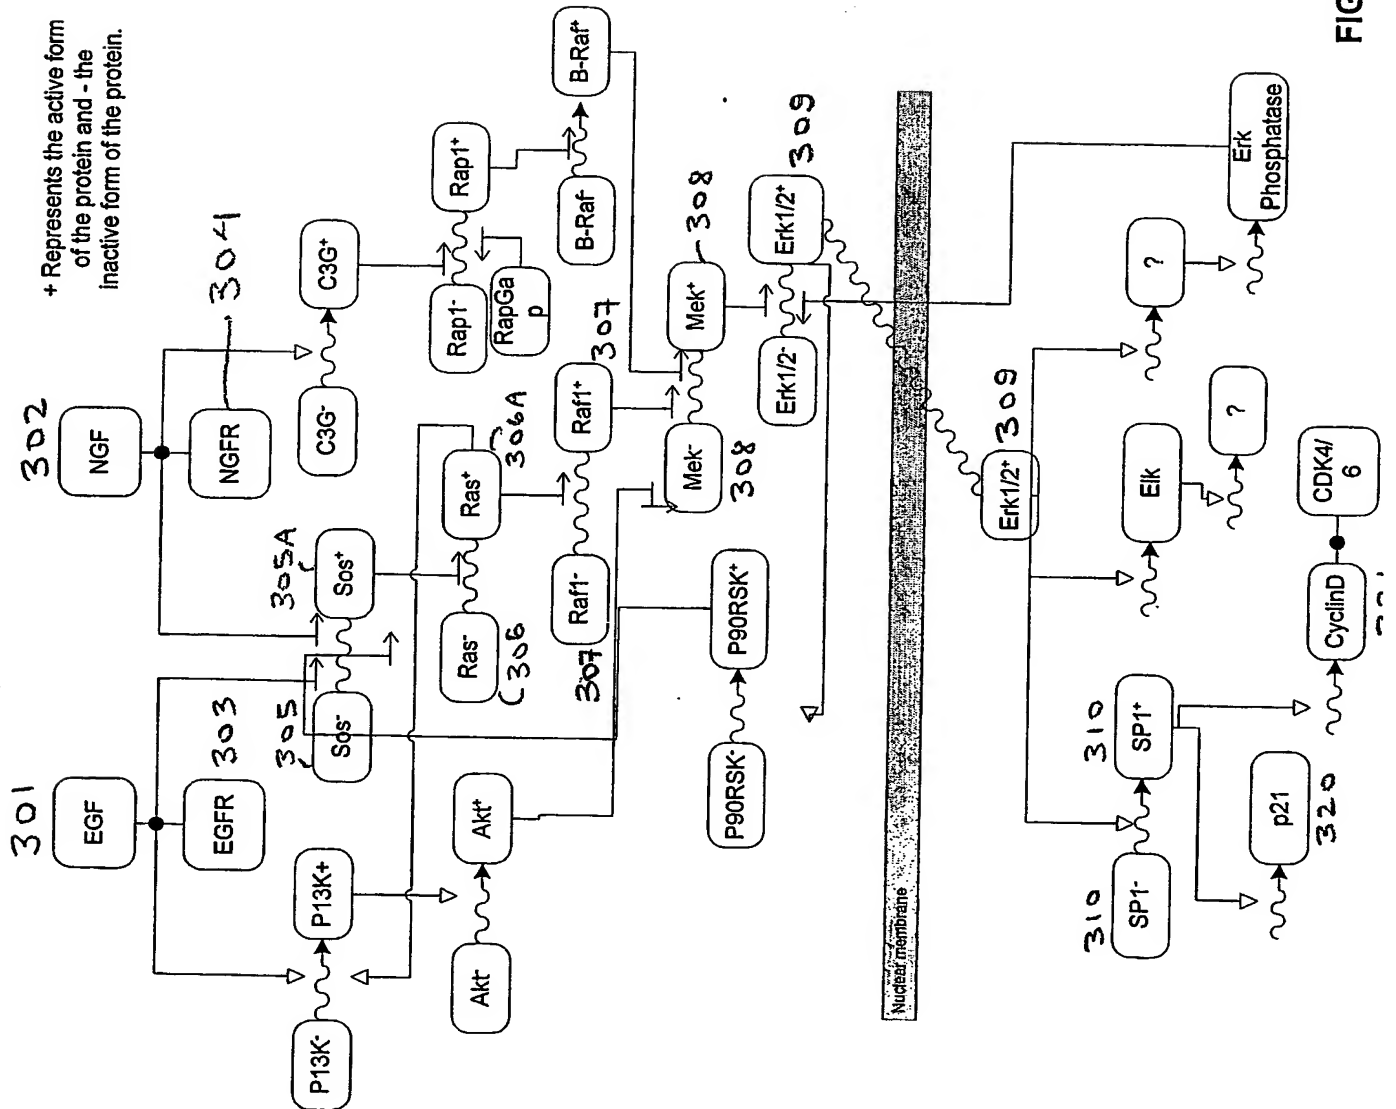 + Represents the active form
of the protein and - the
inactive form of the protein.
301
EGF
303
EGFR
302
NGF
304
NGFR
P13K-
P13K+
305
Sos-
305A
Sos+
C3G-
C3G+
Akt-
Akt+
Ras-
306
Ras+
306A
Rap1-
Rap1+
RapGa
p
B-Raf-
B-Raf+
Raf1-
307
Raf1+
307
Mek-
308
Mek+
308
P90RSK-
P90RSK+
Erk1/2-
Erk1/2+
309
Nuclear membrane
Erk1/2+
309
310
SP1-
310
SP1+
Elk
?
?
Erk
Phosphatase
p21
320
CyclinD
CDK4/
6
FIG